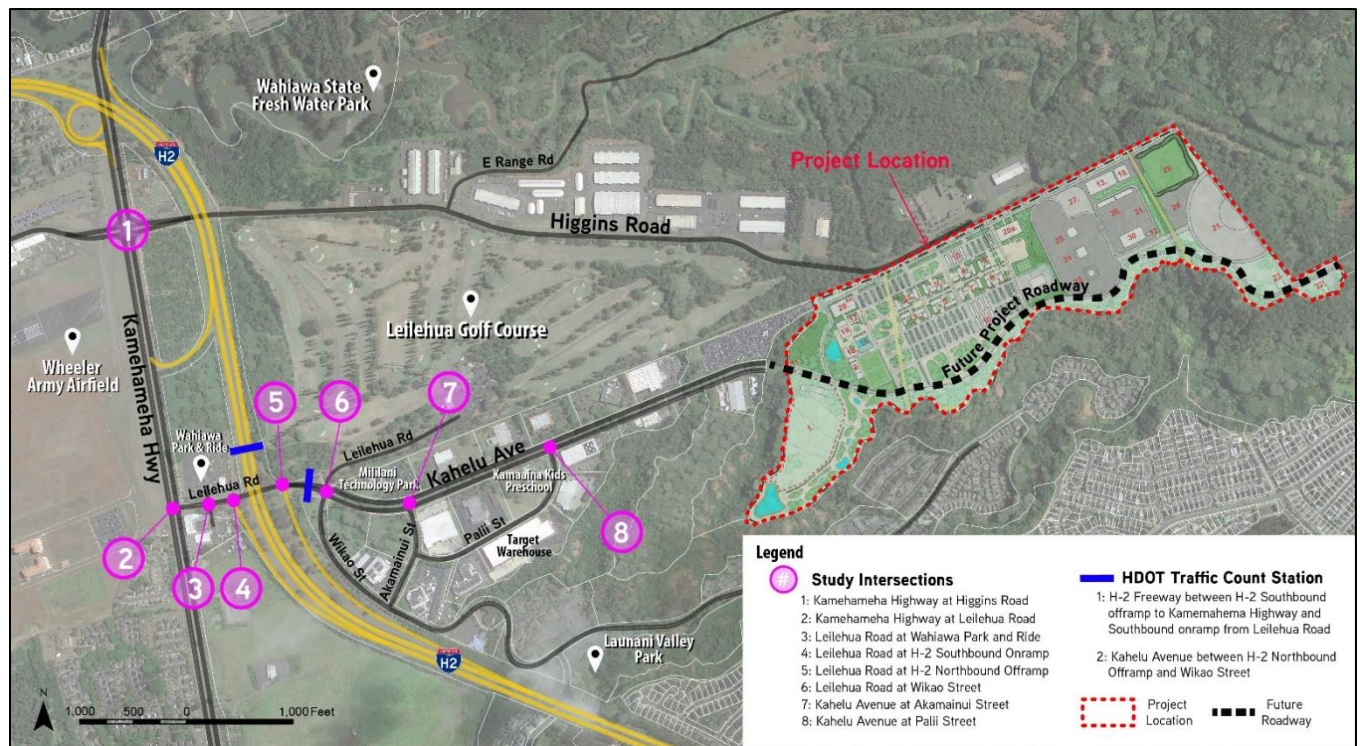 Wahiawa State
Fresh Water Park
H2
E Range Rd
Project Location
Higgins Road
1
Kamehameha Hwy
Leilehua Golf Course
Wheeler
Army Airfield
Future Project Roadway
5
6
7
Wahiawa
Park & Ride
Leilehua Rd
Leilehua Rd
Mililani
Technology Park
Kahelu Ave
Kamaaina Kids
Preschool
2
3
4
8
Wikao St
Akamainui St
Palii St
Target
Warehouse
Launani Valley
Park
H2
N
1,000 500 0 1,000 Feet
Legend
# Study Intersections
1: Kamehameha Highway at Higgins Road
2: Kamehameha Highway at Leilehua Road
3: Leilehua Road at Wahiawa Park and Ride
4: Leilehua Road at H-2 Southbound Onramp
5: Leilehua Road at H-2 Northbound Offramp
6: Leilehua Road at Wikao Street
7: Kahelu Avenue at Akamainui Street
8: Kahelu Avenue at Palii Street
HDOT Traffic Count Station
1: H-2 Freeway between H-2 Southbound
offramp to Kamemahema Highway and
Southbound onramp from Leilehua Road
2: Kahelu Avenue between H-2 Northbound
Offramp and Wikao Street
Project
Location
Future
Roadway